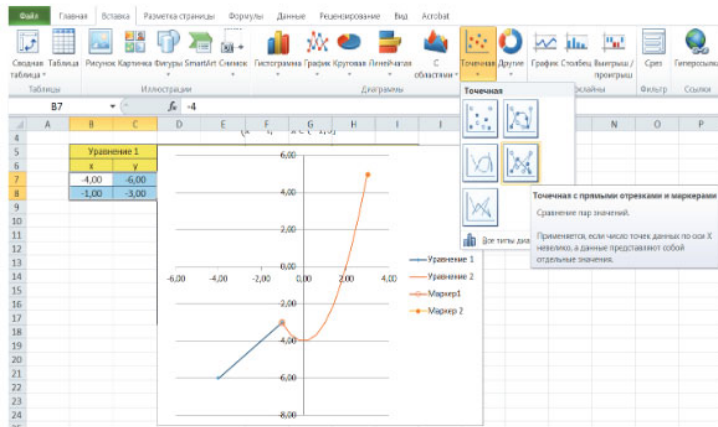 Файл Главная Вставка Разметка страницы Формулы Данные Рецензирование Вид Acrobat
Сводная таблица Таблица Рисунок Картинка Фигуры SmartArt Снимок Гистограмма График Круговая Линейчатая С областями Точечная Другие График Столбец Выигрыш / проигрыш Срез Гиперссылка
Таблицы Иллюстрации Диаграммы Фильтр Ссылки
B7 fx -4
Точечная
A B C D E F G H I N O P
4
5 Уравнение 1
6 x y
7 -4,00 -6,00
8 -1,00 -3,00
9
10
11
12
13
14
15
16
17
18
19
20
21
22
23
24
25
6,00
4,00
2,00
0,00
-6,00 -4,00 -2,00 0,00 2,00 4,00
-2,00
-4,00
-6,00
-8,00
Уравнение 1
Уравнение 2
Маркер1
Маркер 2
Все типы диа
Точечная с прямыми отрезками и маркерами
Сравнение пар значений.
Применяется, если число точек данных по оси X
невелико, а данные представляют собой
отдельные значения.